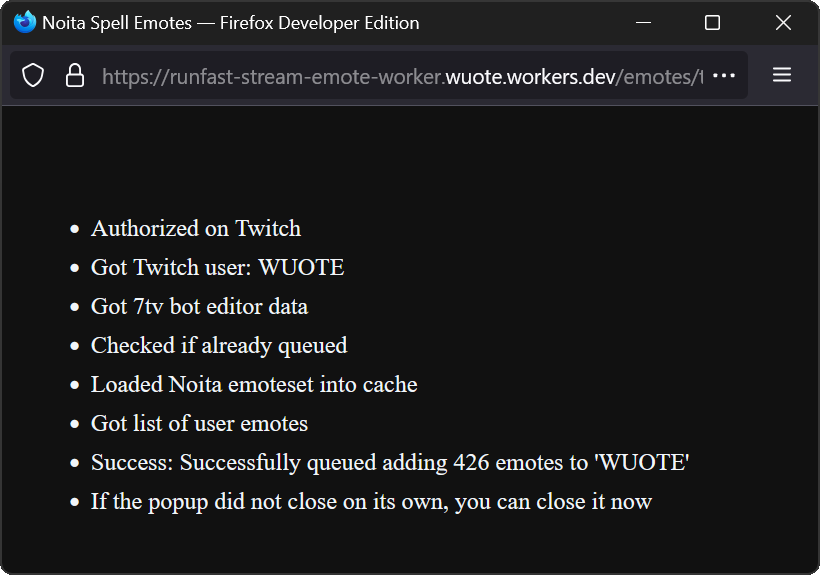 Noita Spell Emotes — Firefox Developer Edition
https://runfast-stream-emote-worker.wuote.workers.dev/emotes/t
Authorized on Twitch
Got Twitch user: WUOTE
Got 7tv bot editor data
Checked if already queued
Loaded Noita emoteset into cache
Got list of user emotes
Success: Successfully queued adding 426 emotes to 'WUOTE'
If the popup did not close on its own, you can close it now